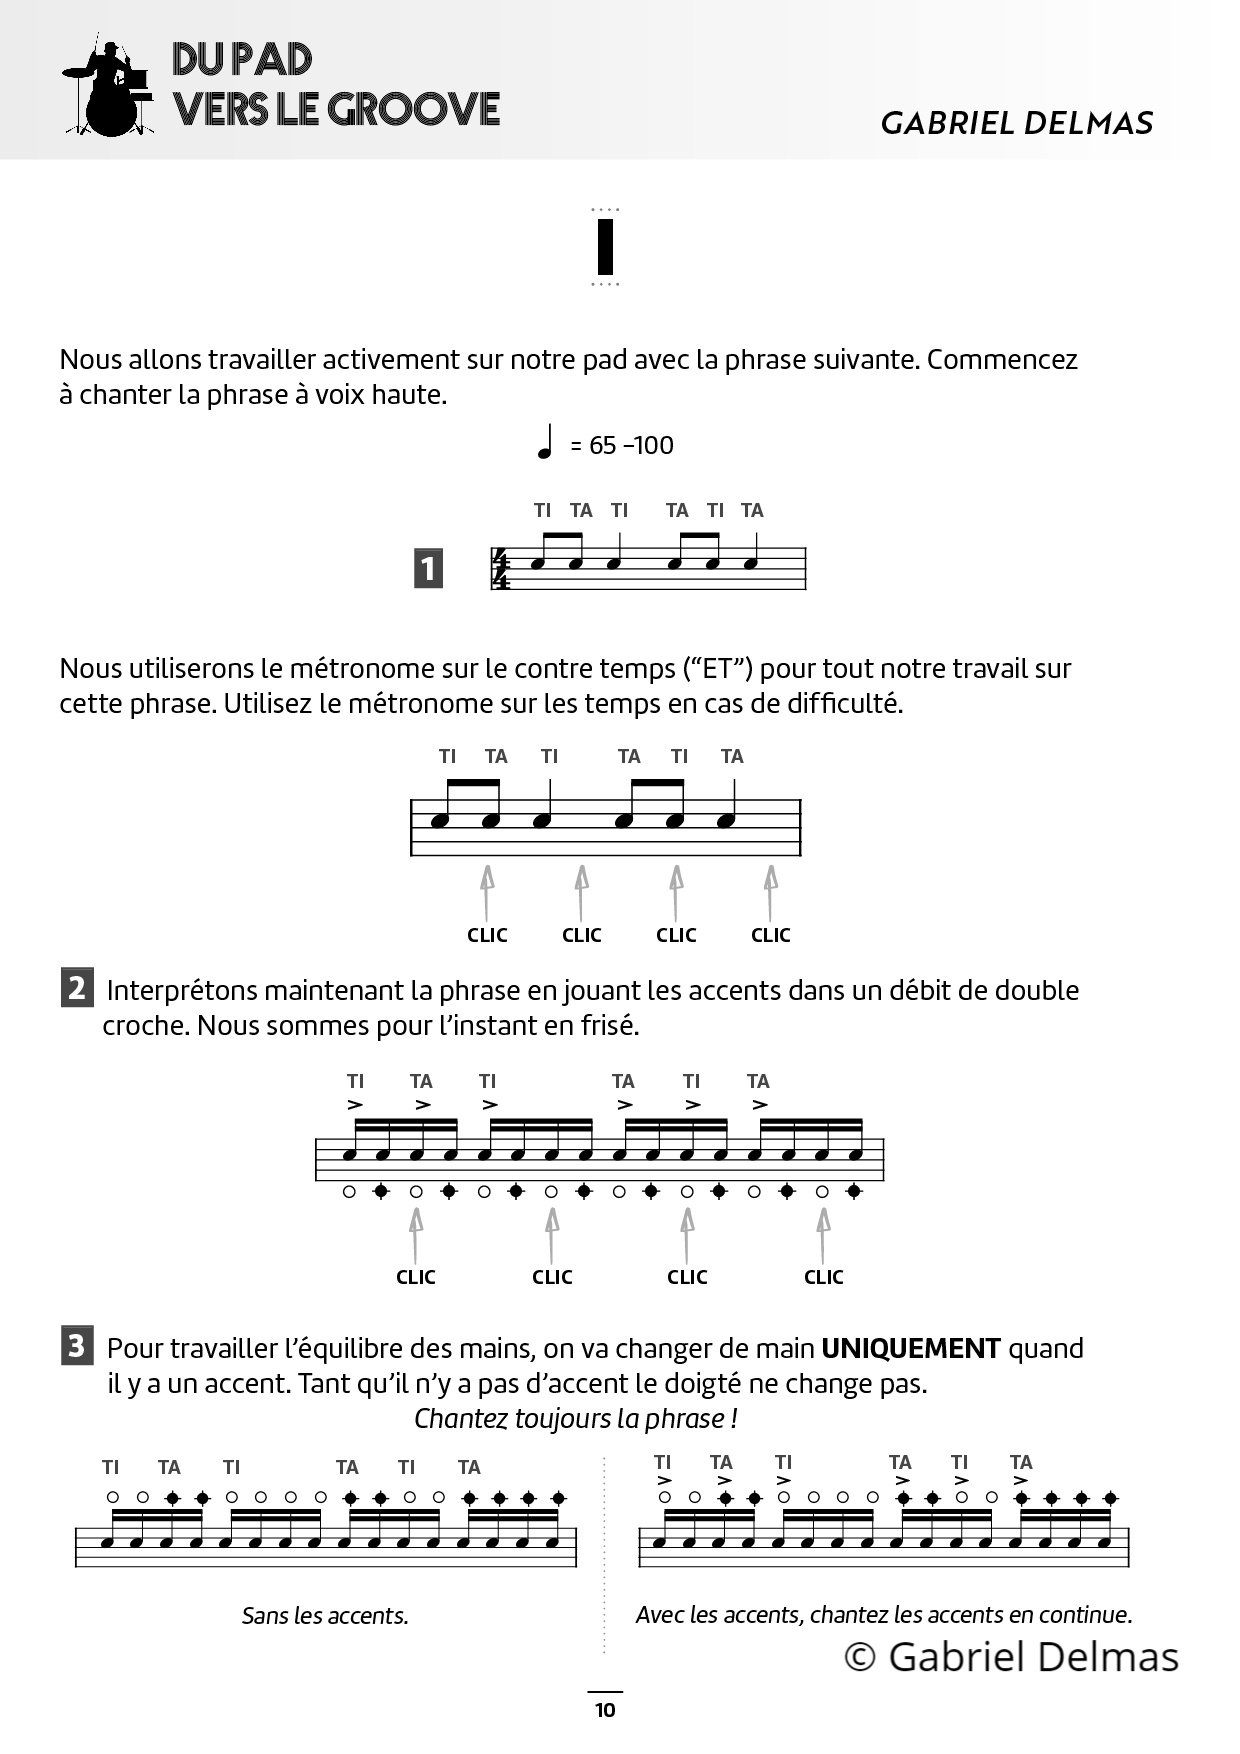 DU PAD
VERS LE GROOVE
GABRIEL DELMAS
I
Nous allons travailler activement sur notre pad avec la phrase suivante. Commencez
à chanter la phrase à voix haute.
= 65 –100
TI TA TI TA TI TA
1
4
4
Nous utiliserons le métronome sur le contre temps (“ET”) pour tout notre travail sur
cette phrase. Utilisez le métronome sur les temps en cas de difficulté.
TI TA TI TA TI TA
CLIC CLIC CLIC CLIC
2 Interprétons maintenant la phrase en jouant les accents dans un débit de double
croche. Nous sommes pour l’instant en frisé.
TI TA TI TA TI TA
CLIC CLIC CLIC CLIC
3 Pour travailler l’équilibre des mains, on va changer de main UNIQUEMENT quand
il y a un accent. Tant qu’il n’y a pas d’accent le doigté ne change pas.
Chantez toujours la phrase !
TI TA TI TA TI TA
TI TA TI TA TI TA
Sans les accents.
Avec les accents, chantez les accents en continue.
© Gabriel Delmas
10